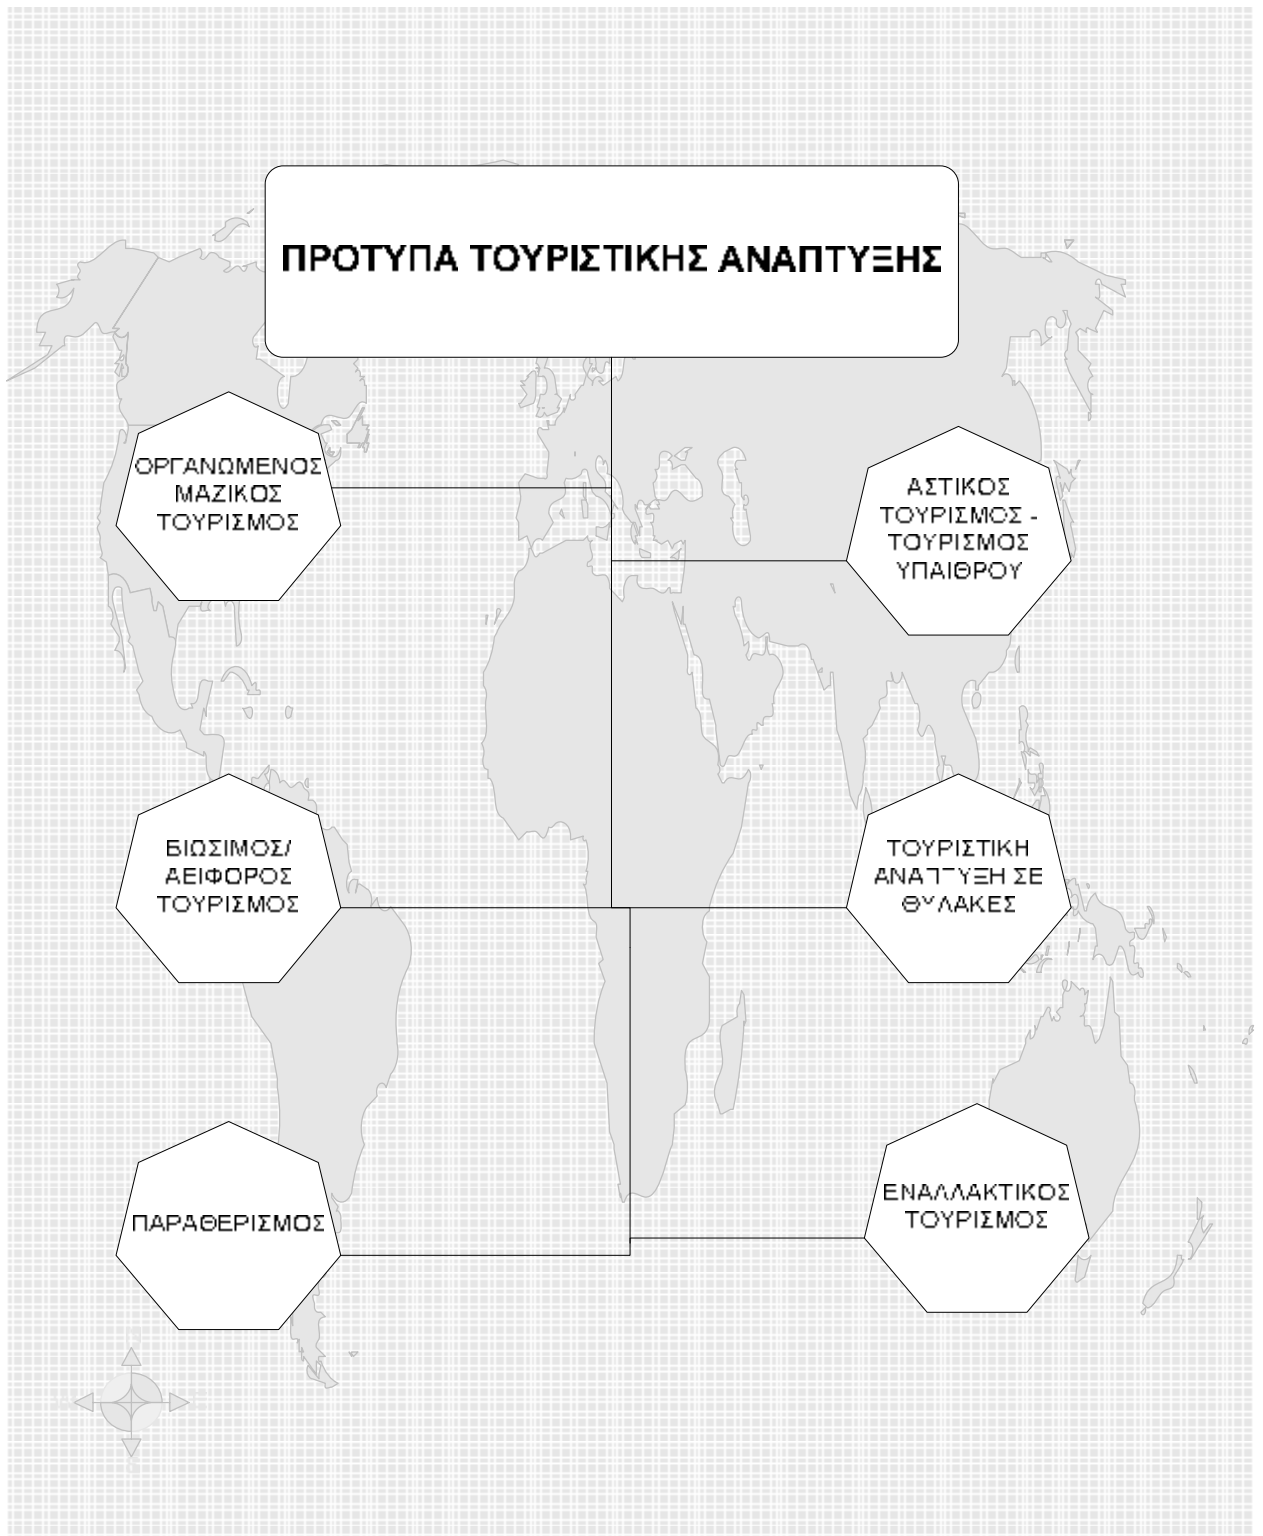 ΠΡΟΤΥΠΑ ΤΟΥΡΙΣΤΙΚΗΣ ΑΝΑΠΤΥΞΗΣ
ΟΡΓΑΝΩΜΕΝΟΣ
ΜΑΖΙΚΟΣ
ΤΟΥΡΙΣΜΟΣ
ΑΣΤΙΚΟΣ
ΤΟΥΡΙΣΜΟΣ -
ΤΟΥΡΙΣΜΟΣ
ΥΠΑΙΘΡΟΥ
ΒΙΩΣΙΜΟΣ/
ΑΕΙΦΟΡΟΣ
ΤΟΥΡΙΣΜΟΣ
ΤΟΥΡΙΣΤΙΚΗ
ΑΝΑΠΤΥΞΗ ΣΕ
ΘΥΛΑΚΕΣ
ΠΑΡΑΘΕΡΙΣΜΟΣ
ΕΝΑΛΛΑΚΤΙΚΟΣ
ΤΟΥΡΙΣΜΟΣ